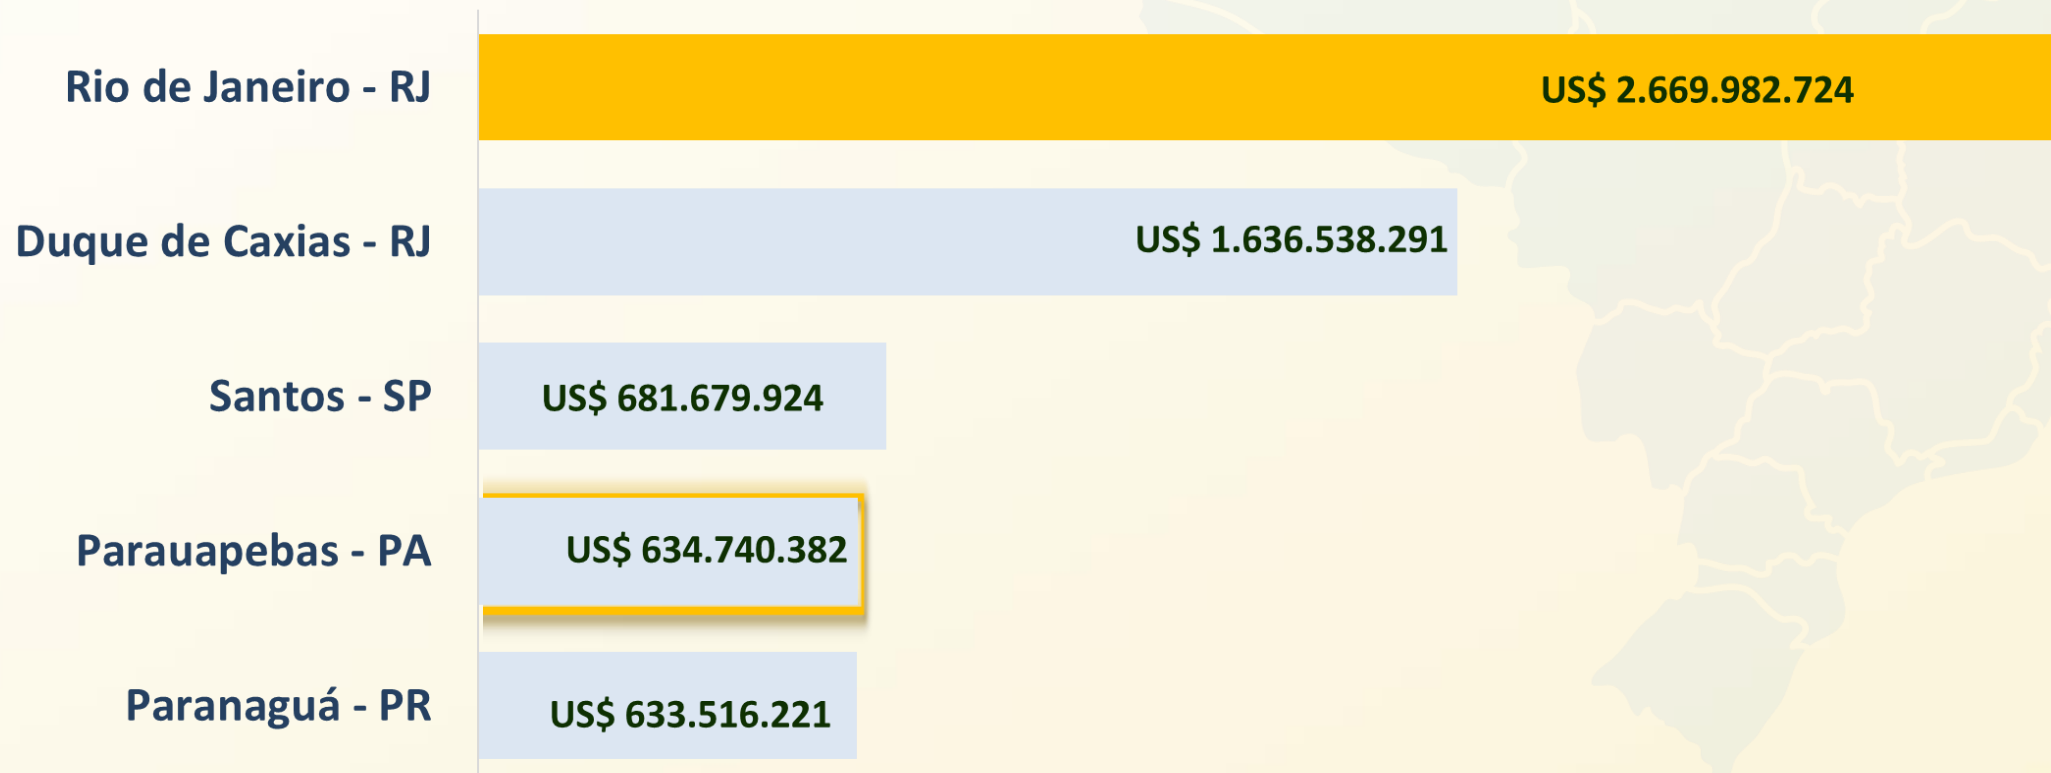 Rio de Janeiro - RJ US$ 2.669.982.724
Duque de Caxias - RJ US$ 1.636.538.291
Santos - SP US$ 681.679.924
Parauapebas - PA US$ 634.740.382
Paranaguá - PR US$ 633.516.221